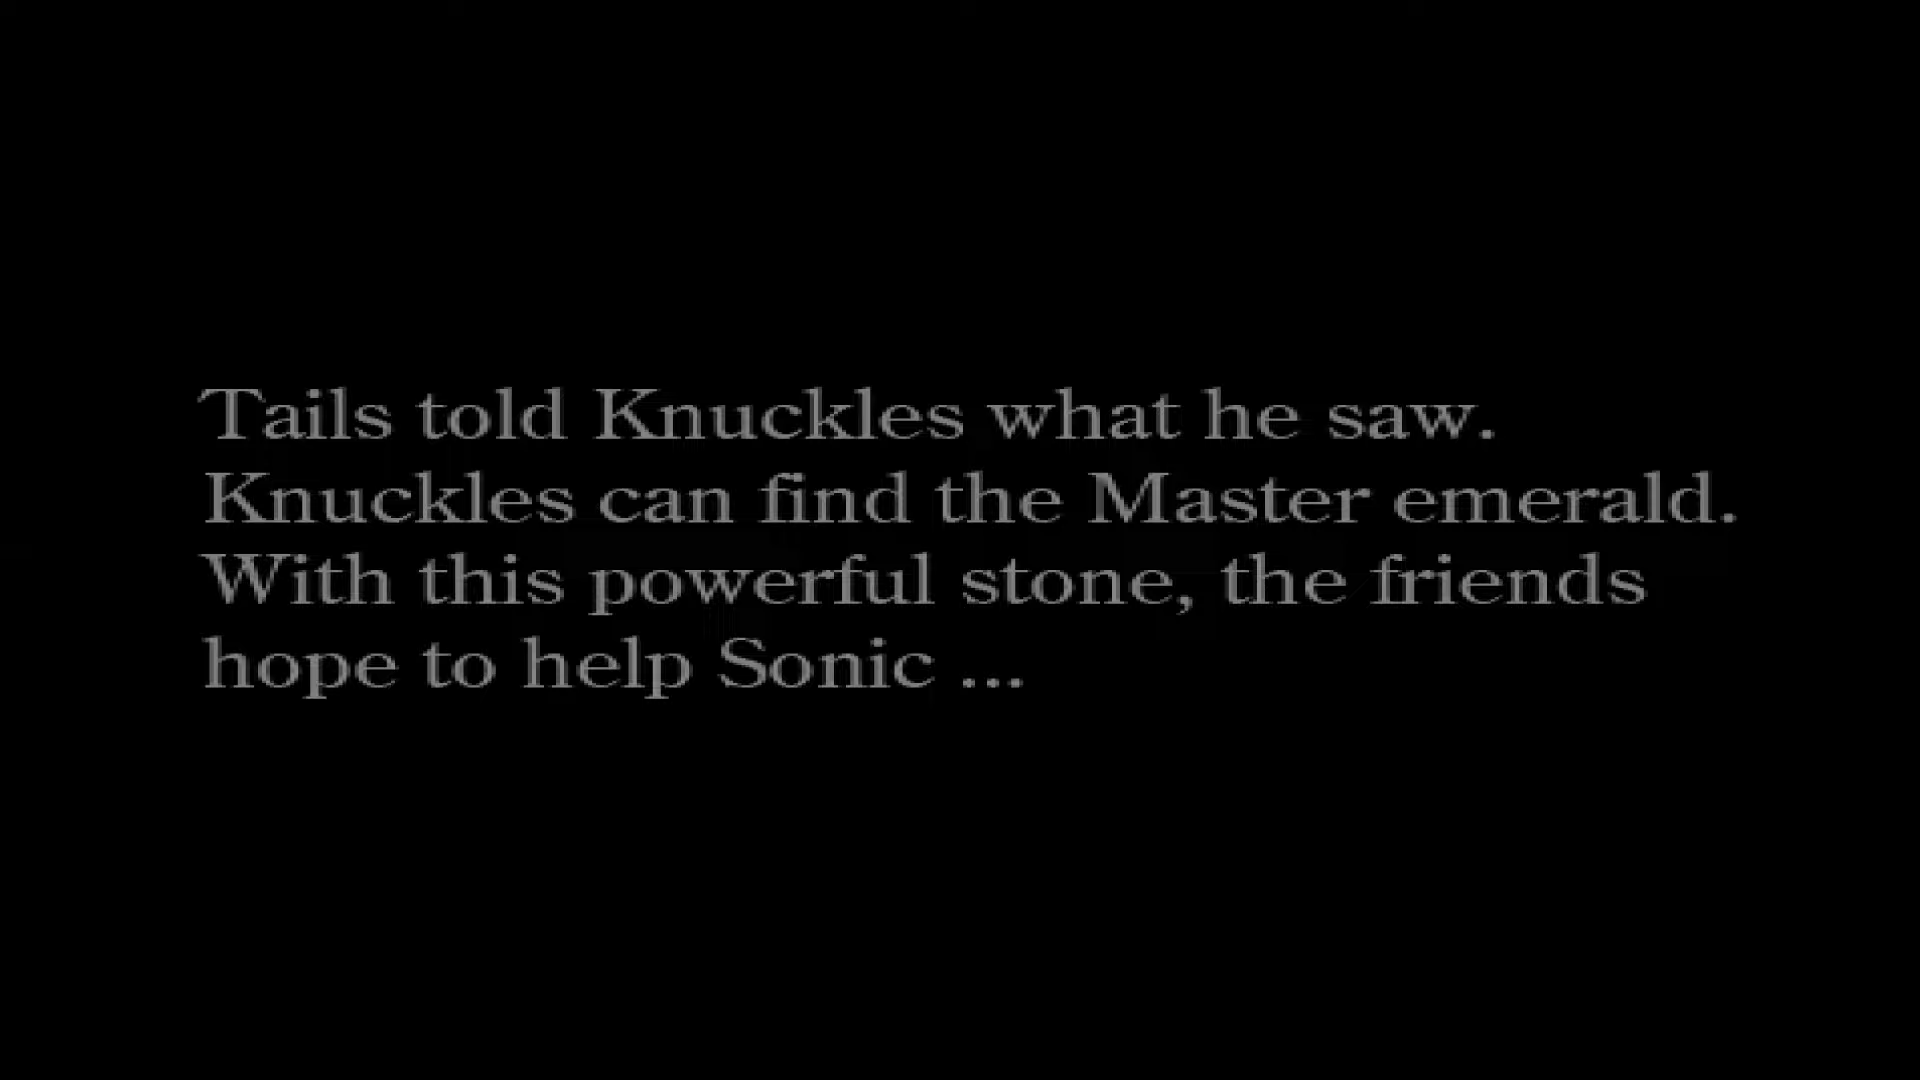 Tails told Knuckles what he saw.
Knuckles can find the Master emerald.
With this powerful stone, the friends
hope to help Sonic ...